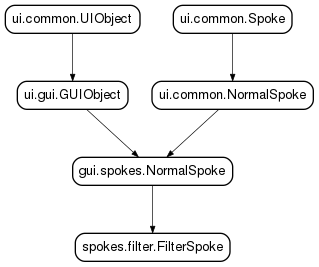 ui.common.UIObject
ui.common.Spoke
ui.gui.GUIObject
ui.common.NormalSpoke
gui.spokes.NormalSpoke
spokes.filter.FilterSpoke